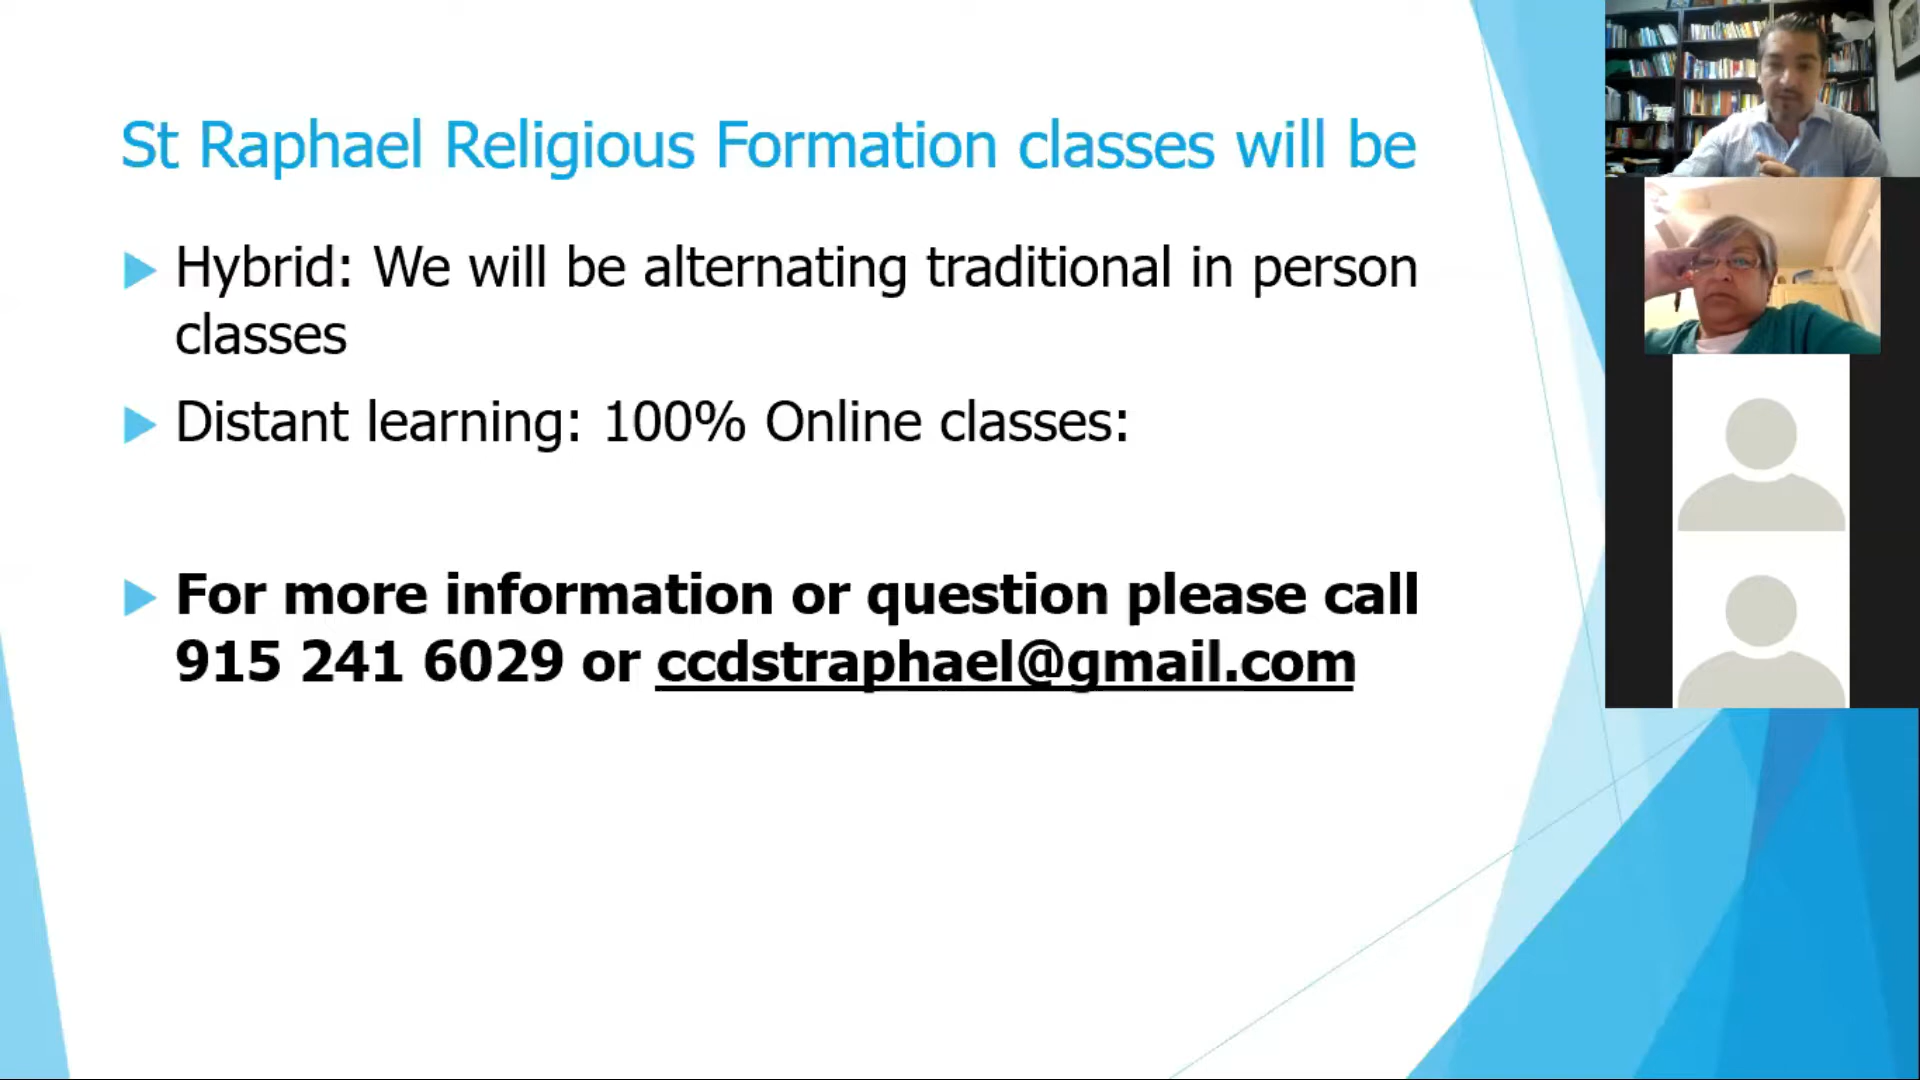 St Raphael Religious Formation classes will be
Hybrid: We will be alternating traditional in person
classes
Distant learning: 100% Online classes:
For more information or question please call
915 241 6029 or ccdstraphael@gmail.com